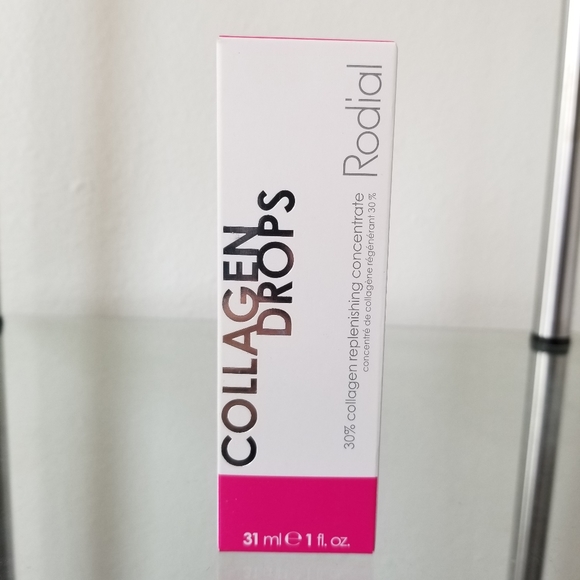 COLLAGEN
DROPS
Rodial
30% collagen replenishing concentrate
concentré de collagène régénérant 30 %
31 ml ℮ 1 fl. oz.